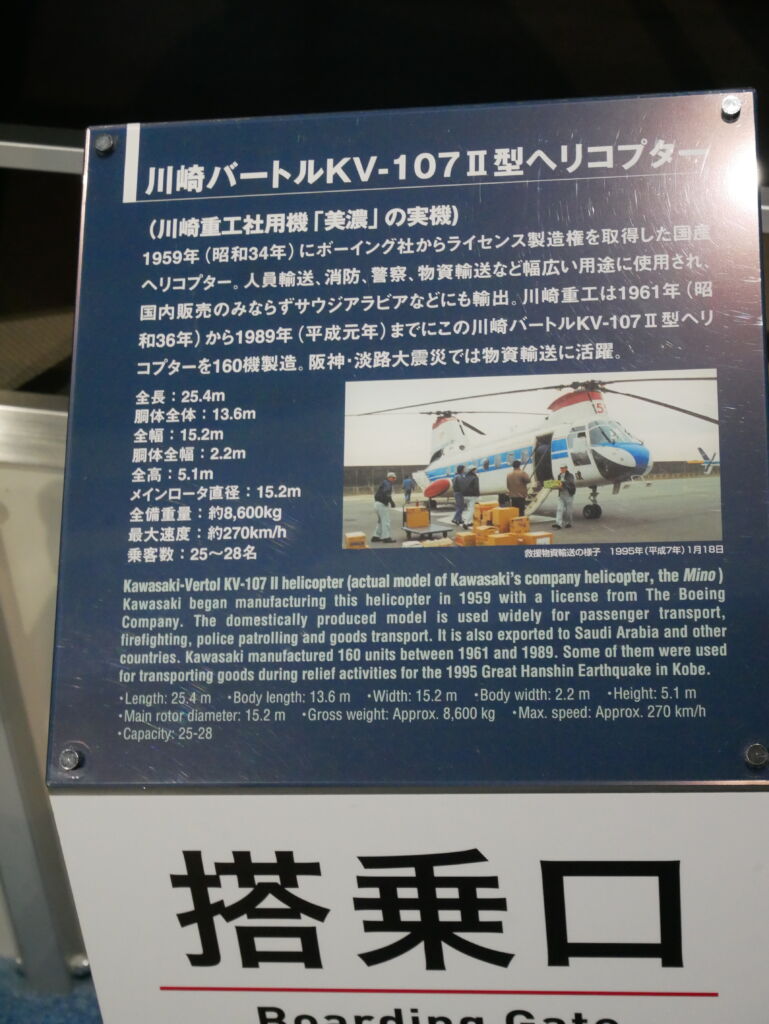 川崎バートルKV-107Ⅱ型ヘリコプター
(川崎重工社用機「美濃」の実機)
1959年(昭和34年)にボーイング社からライセンス製造権を取得した国産
ヘリコプター。人員輸送、消防、警察、物資輸送など幅広い用途に使用され、
国内販売のみならずサウジアラビアなどにも輸出。川崎重工は1961年(昭
和36年)から1989年(平成元年)までにこの川崎バートルKV-107Ⅱ型ヘリ
コプターを160機製造。阪神・淡路大震災では物資輸送に活躍。
全長:25.4m
胴体全体:13.6m
全幅:15.2m
胴体全幅:2.2m
全高:5.1m
メインロータ直径:15.2m
全備重量:約8,600kg
最大速度:約270km/h
乗客数:25〜28名
15
救援物資輸送の様子 1995年(平成7年)1月18日
Kawasaki-Vertol KV-107 II helicopter (actual model of Kawasaki's company helicopter, the Mino)
Kawasaki began manufacturing this helicopter in 1959 with a license from The Boeing
Company. The domestically produced model is used widely for passenger transport,
firefighting, police patrolling and goods transport. It is also exported to Saudi Arabia and other
countries. Kawasaki manufactured 160 units between 1961 and 1989. Some of them were used
for transporting goods during relief activities for the 1995 Great Hanshin Earthquake in Kobe.
・Length: 25.4 m ・Body length: 13.6 m ・Width: 15.2 m ・Body width: 2.2 m ・Height: 5.1 m
・Main rotor diameter: 15.2 m ・Gross weight: Approx. 8,600 kg ・Max. speed: Approx. 270 km/h
・Capacity: 25-28
搭乗口
Boarding Gate